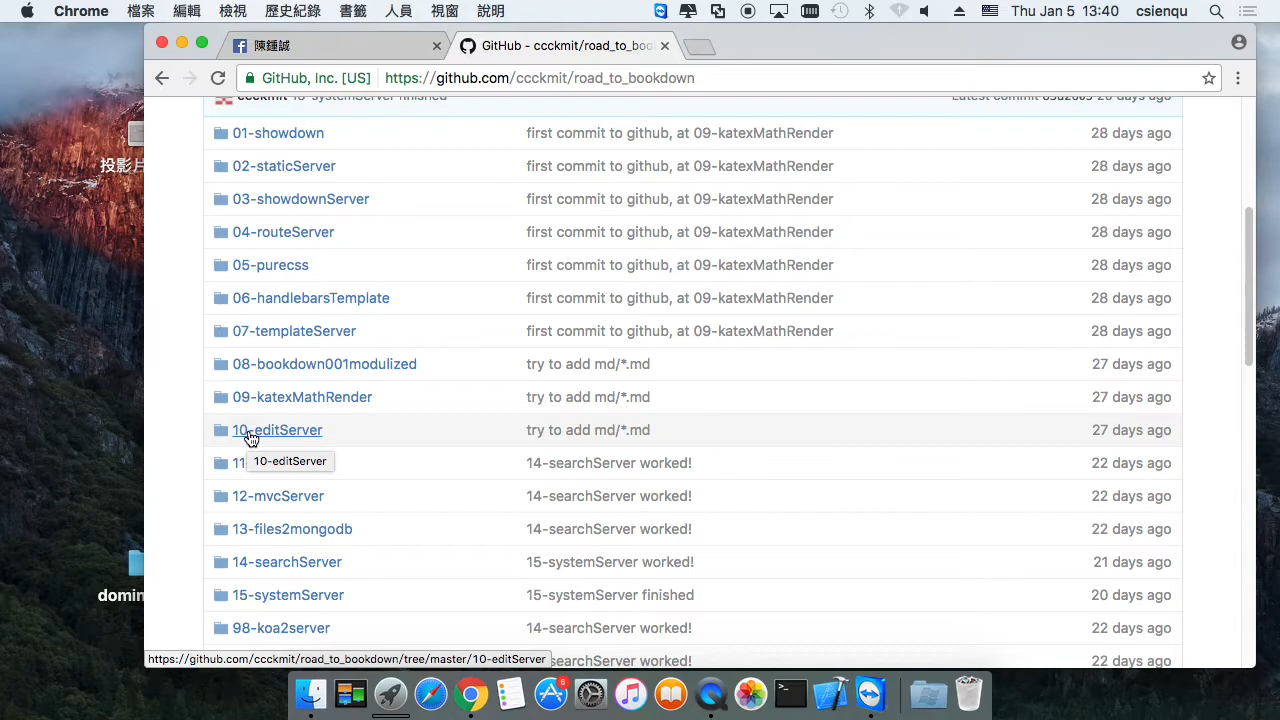 Chrome 檔案 編輯 檢視 歷史紀錄 書籤 人員 視窗 說明 Thu Jan 5 13:40 csienqu
陳鍾誠 GitHub - ccckmit/road_to_boo
GitHub, Inc. [US] https://github.com/ccckmit/road_to_bookdown
ccckmit 10-systemServer finished Latest commit 20 days ago
01-showdown first commit to github, at 09-katexMathRender 28 days ago
02-staticServer first commit to github, at 09-katexMathRender 28 days ago
03-showdownServer first commit to github, at 09-katexMathRender 28 days ago
04-routeServer first commit to github, at 09-katexMathRender 28 days ago
05-purecss first commit to github, at 09-katexMathRender 28 days ago
06-handlebarsTemplate first commit to github, at 09-katexMathRender 28 days ago
07-templateServer first commit to github, at 09-katexMathRender 28 days ago
08-bookdown001modulized try to add md/*.md 27 days ago
09-katexMathRender try to add md/*.md 27 days ago
10-editServer try to add md/*.md 27 days ago
10-editServer
11 14-searchServer worked! 22 days ago
12-mvcServer 14-searchServer worked! 22 days ago
13-files2mongodb 14-searchServer worked! 22 days ago
14-searchServer 15-systemServer worked! 21 days ago
15-systemServer 15-systemServer finished 20 days ago
98-koa2server 14-searchServer worked! 22 days ago
searchServer worked! 22 days ago
https://github.com/ccckmit/road_to_bookdown/tree/master/10-editServer
投影片
domin
6